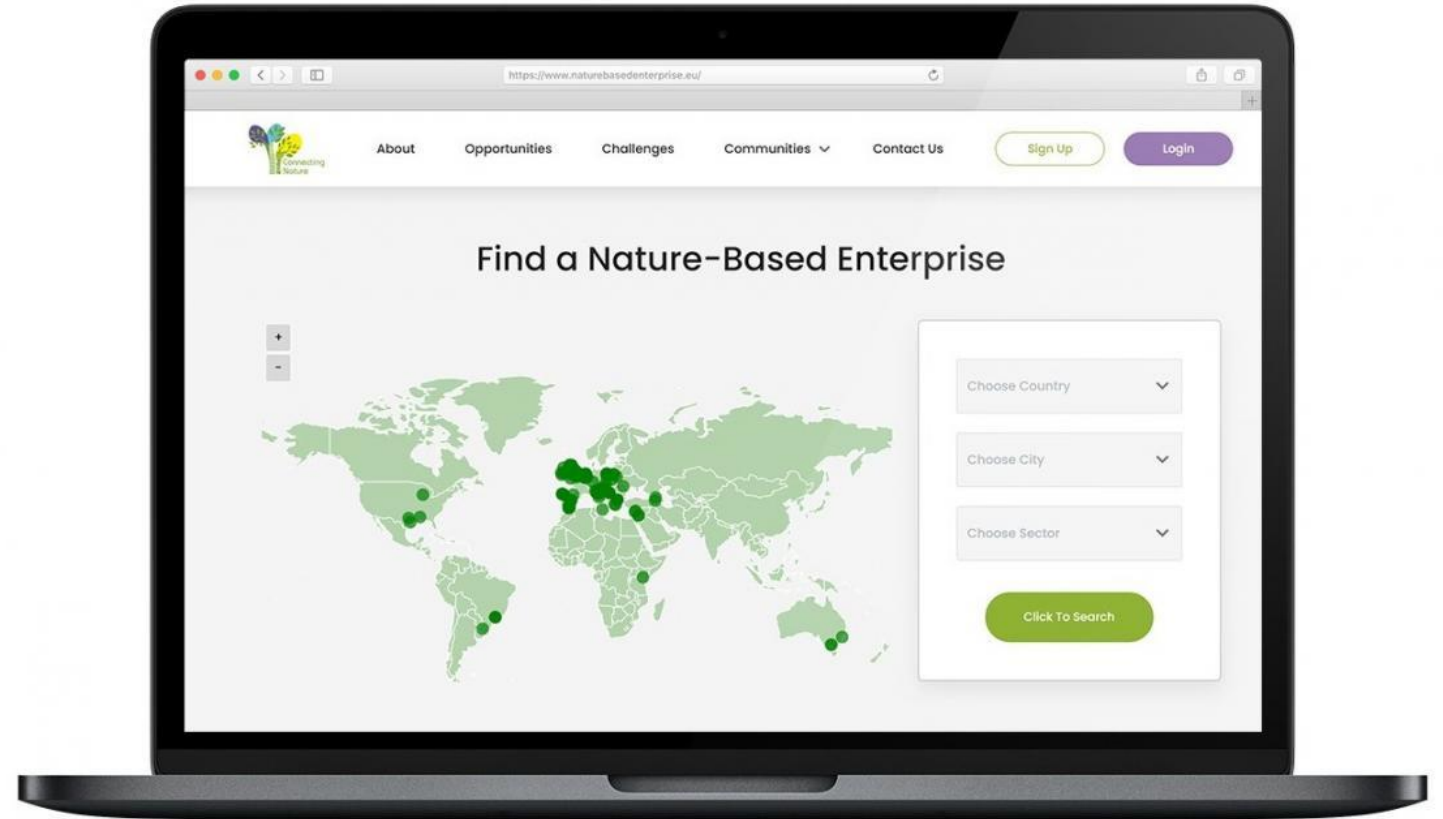 https://www.naturebasedenterprise.eu/
Connecting
Nature
About
Opportunities
Challenges
Communities
Contact Us
Sign Up
Login
Find a Nature-Based Enterprise
+
-
Choose Country
Choose City
Choose Sector
Click To Search